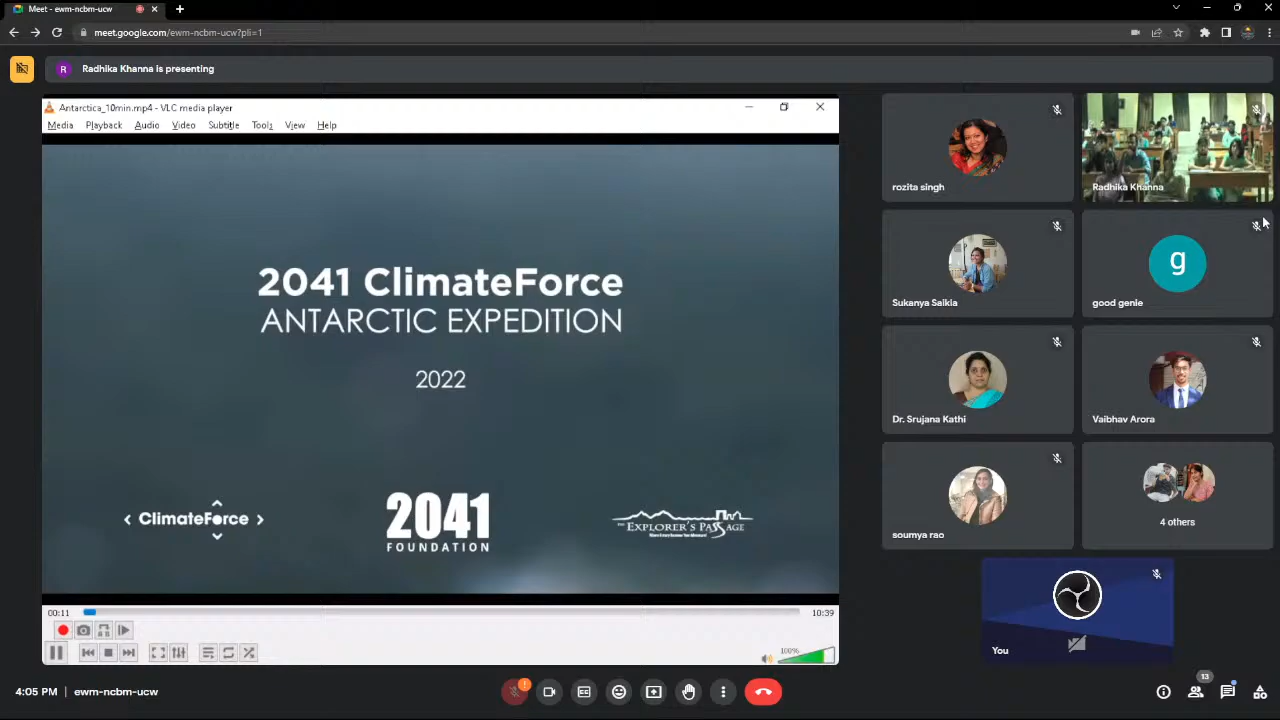 Meet - ewm-ncbm-ucw
meet.google.com/ewm-ncbm-ucw?pli=1
R Radhika Khanna is presenting
Antarctica_10min.mp4 - VLC media player
Media Playback Audio Video Subtitle Tools View Help
2041 ClimateForce
ANTARCTIC EXPEDITION
2022
ClimateForce
2041
FOUNDATION
THE EXPLORER'S PASSAGE
00:11
10:39
100%
rozita singh
Radhika Khanna
Sukanya Saikia
g
good genie
Dr. Srujana Kathi
Vaibhav Arora
soumya rao
4 others
You
4:05 PM | ewm-ncbm-ucw
13